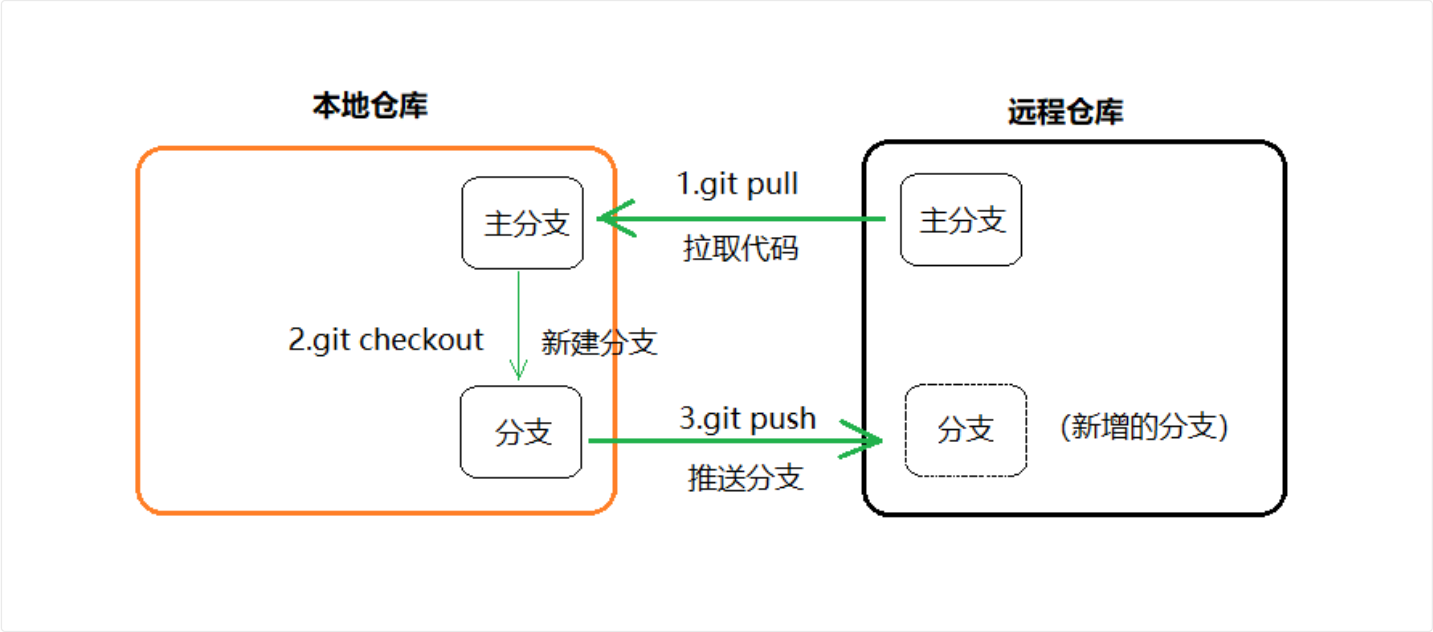 本地仓库
远程仓库
1.git pull
主分支
主分支
拉取代码
2.git checkout
新建分支
3.git push
分支
分支
(新增的分支)
推送分支